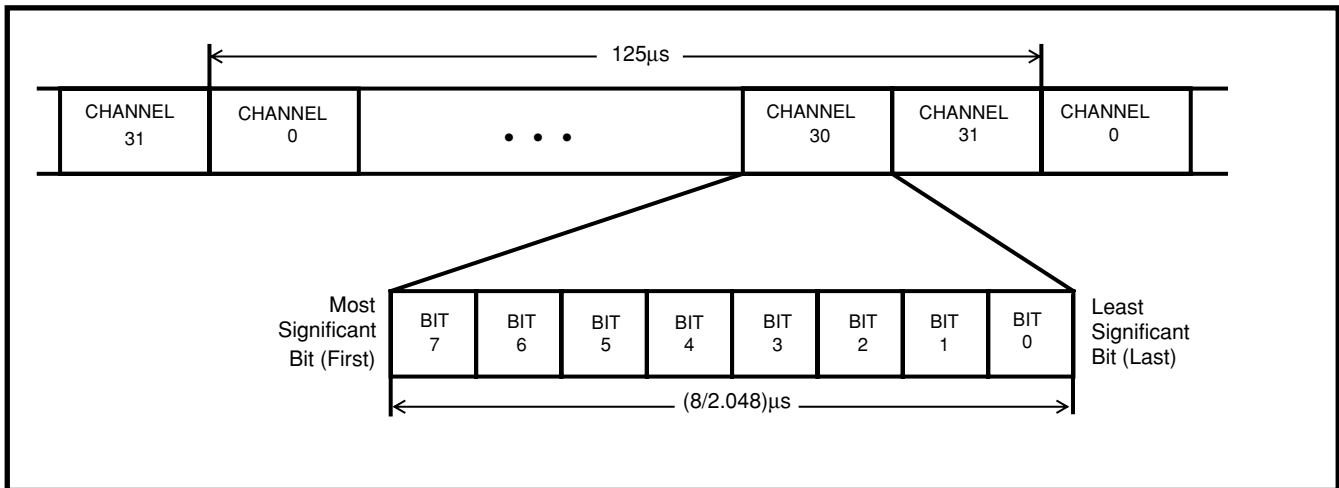 125μs
CHANNEL
31
CHANNEL
0
• • •
CHANNEL
30
CHANNEL
31
CHANNEL
0
Most
Significant
Bit (First)
BIT
7
BIT
6
BIT
5
BIT
4
BIT
3
BIT
2
BIT
1
BIT
0
Least
Significant
Bit (Last)
(8/2.048)μs